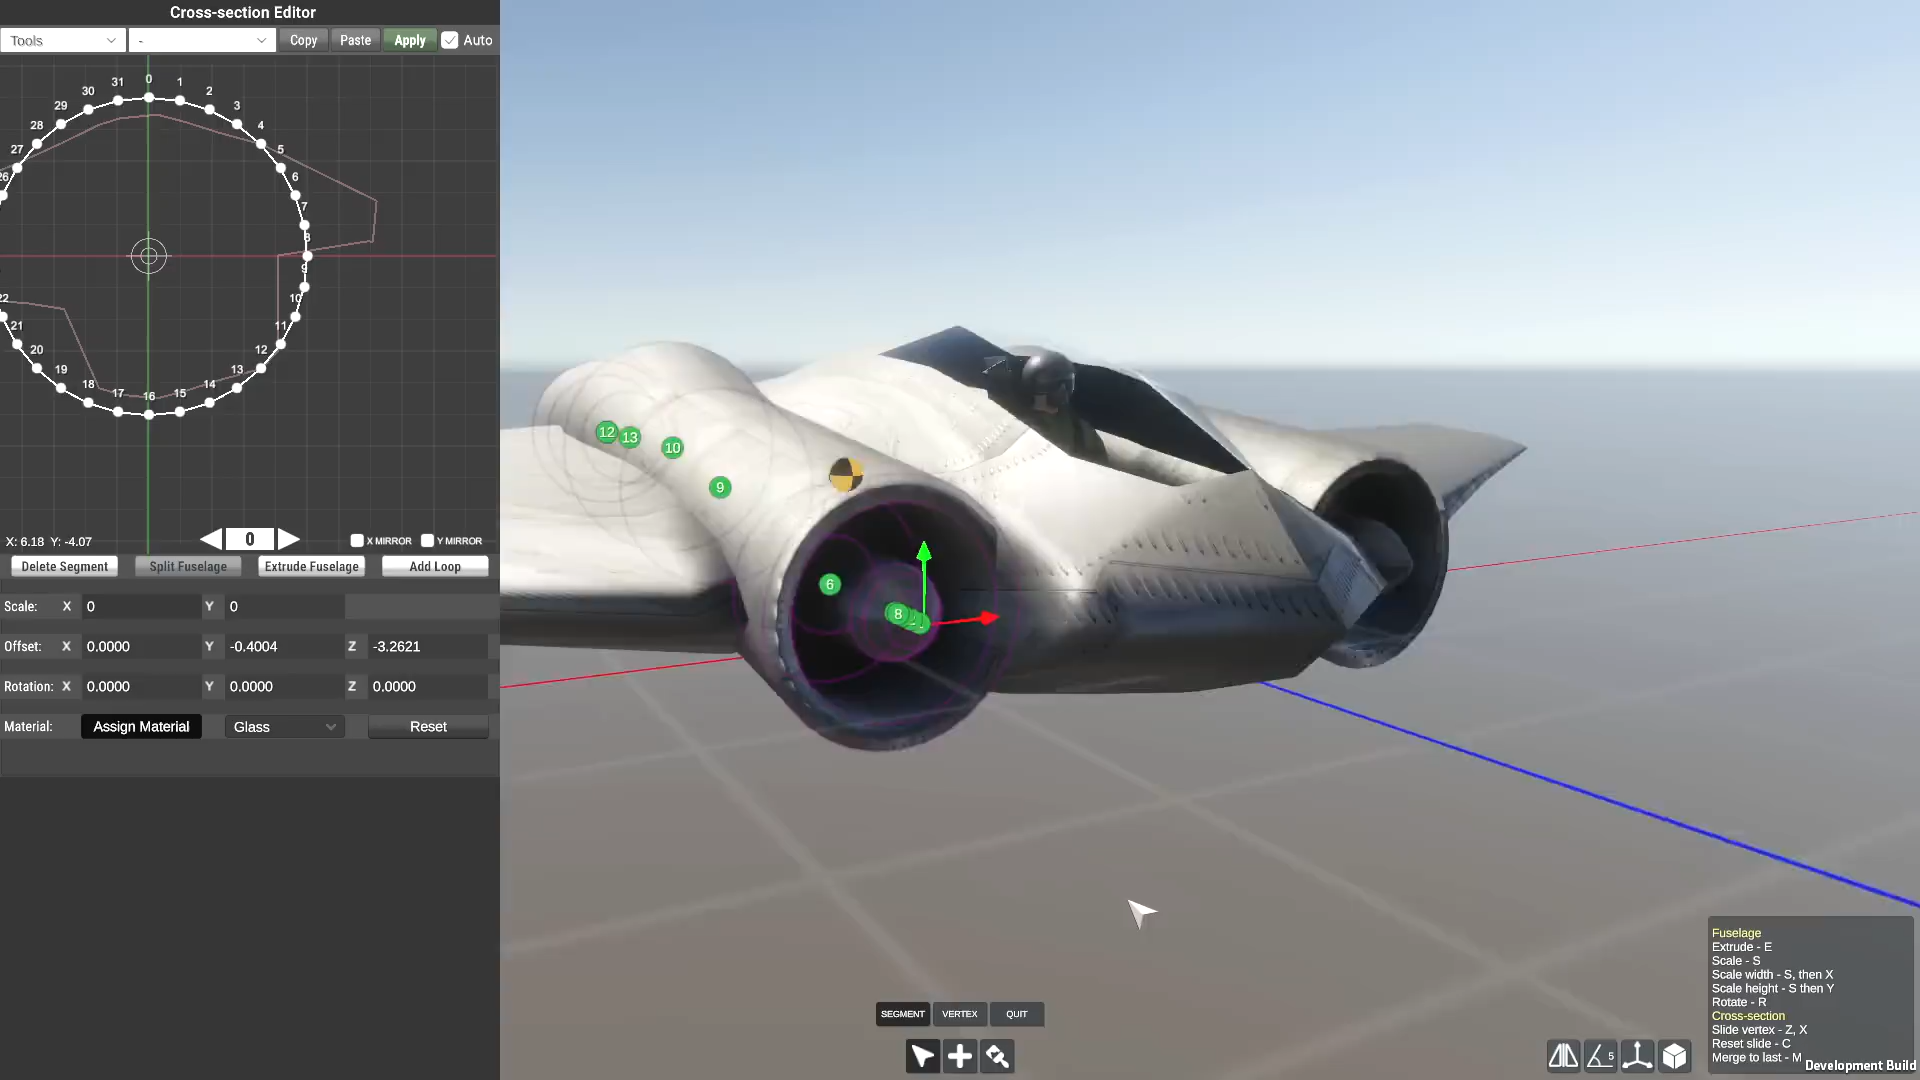 Cross-section Editor
Tools - Copy Paste Apply Auto
0 1 2 3 4 5 6 7 8 9 10 11 12 13 14 15 16 17 18 19 20 21 22 26 27 28 29 30 31
X: 6.18 Y: -4.07 0 X MIRROR Y MIRROR
Delete Segment Split Fuselage Extrude Fuselage Add Loop
Scale: X 0 Y 0
Offset: X 0.0000 Y -0.4004 Z -3.2621
Rotation: X 0.0000 Y 0.0000 Z 0.0000
Material: Assign Material Glass Reset
12 13 10
9
6
8
SEGMENT VERTEX QUIT
Fuselage
Extrude - E
Scale - S
Scale width - S, then X
Scale height - S then Y
Rotate - R
Cross-section
Slide vertex - Z, X
Reset slide - C
Merge to last - M
5
Development Build